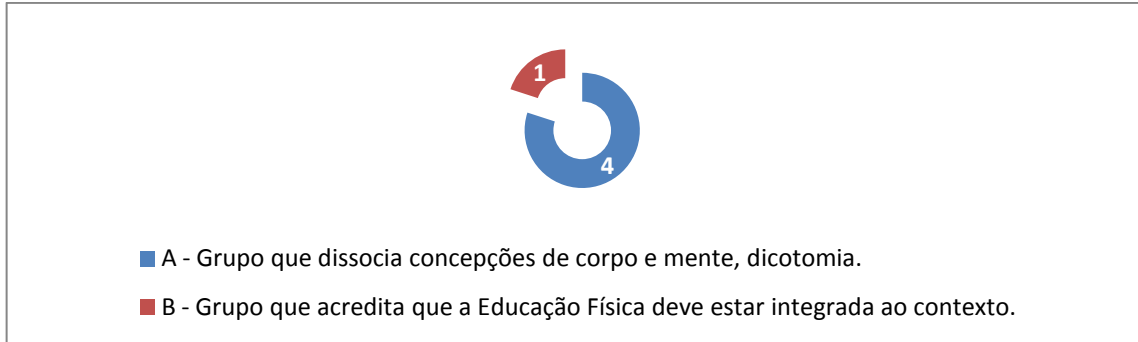 1
4
A - Grupo que dissocia concepções de corpo e mente, dicotomia.
B - Grupo que acredita que a Educação Física deve estar integrada ao contexto.